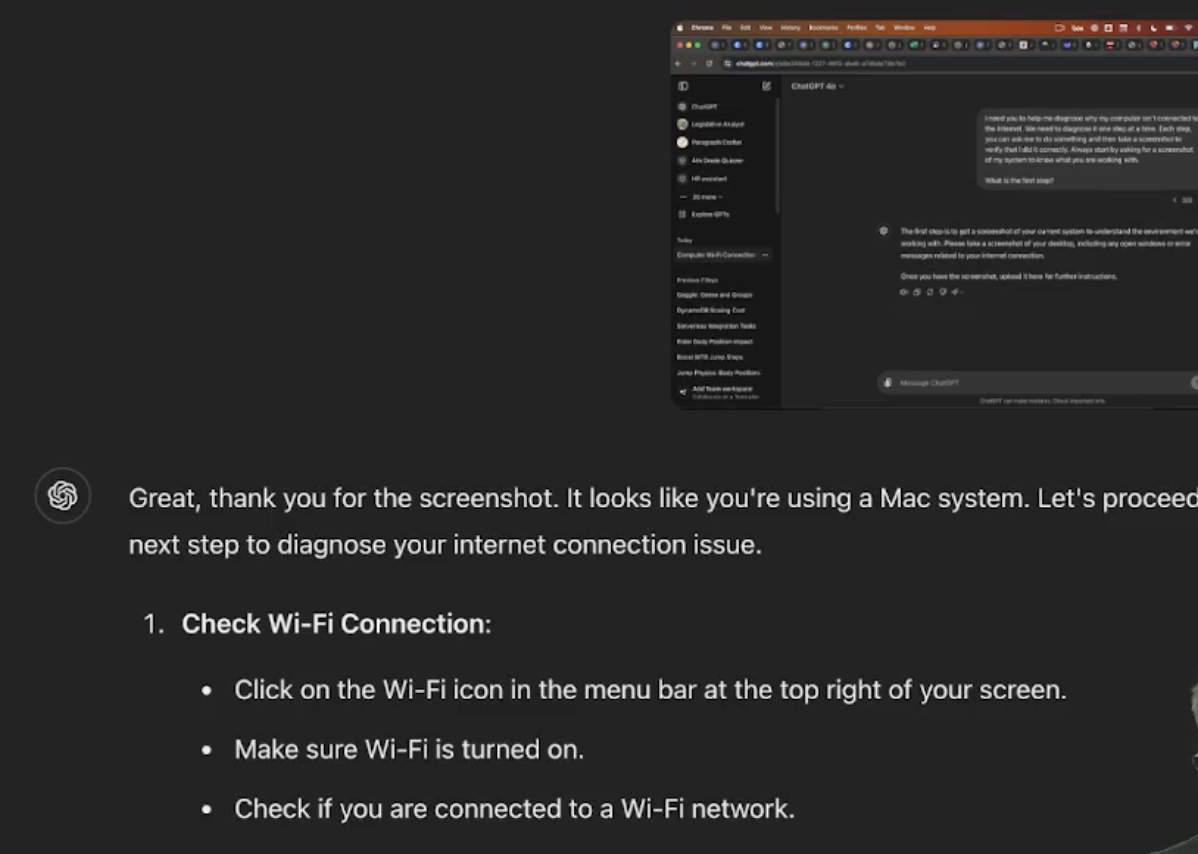 Chrome File Edit View History Bookmarks Profiles Tab Window Help
chatgpt.com
ChatGPT 4o
ChatGPT
Legislative Analyst
Paragraph Crafter
4th Grade Quizzer
HR assistant
20 more
Explore GPTs
Today
Computer Wi-Fi Connection
Previous 7 Days
DynamoDB Scaling Cost
Serverless Integration Tasks
Rider Body Position Impact
Boost MTB Jump Steps
Jump Physics: Body Positions
Add Team workspace
I need you to help me diagnose why my computer isn't connected to
the Internet. We need to diagnose it one step at a time. Each step,
you can ask me to do something and then take a screenshot to
verify that I did it correctly. Always start by asking for a screenshot
of my system to know what you are working with.
What is the first step?
The first step is to get a screenshot of your current system to understand the environment we're
working with. Please take a screenshot of your desktop, including any open windows or error
messages related to your internet connection.
Once you have the screenshot, upload it here for further instructions.
Message ChatGPT
ChatGPT can make mistakes. Check important info.
Great, thank you for the screenshot. It looks like you're using a Mac system. Let's proceed
next step to diagnose your internet connection issue.
1. Check Wi-Fi Connection:
• Click on the Wi-Fi icon in the menu bar at the top right of your screen.
• Make sure Wi-Fi is turned on.
• Check if you are connected to a Wi-Fi network.